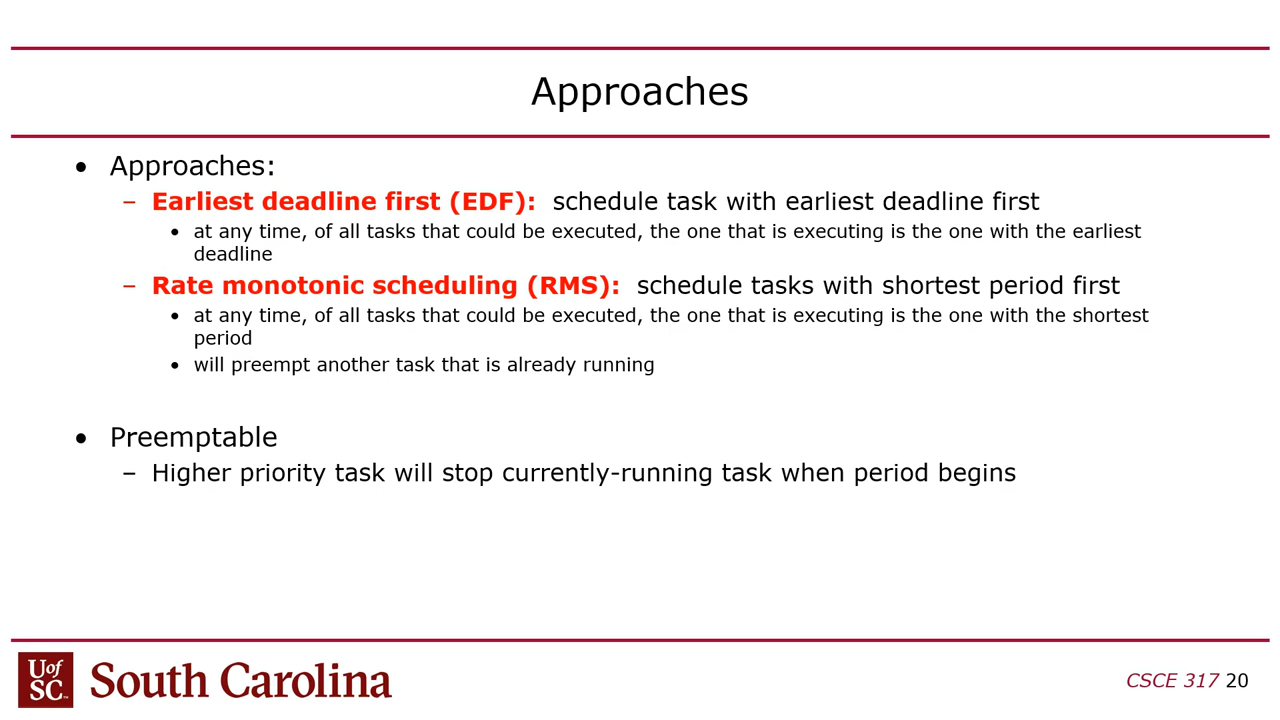 Approaches
• Approaches:
– Earliest deadline first (EDF): schedule task with earliest deadline first
• at any time, of all tasks that could be executed, the one that is executing is the one with the earliest
deadline
– Rate monotonic scheduling (RMS): schedule tasks with shortest period first
• at any time, of all tasks that could be executed, the one that is executing is the one with the shortest
period
• will preempt another task that is already running
• Preemptable
– Higher priority task will stop currently-running task when period begins
UofSC™
South Carolina
CSCE 317 20